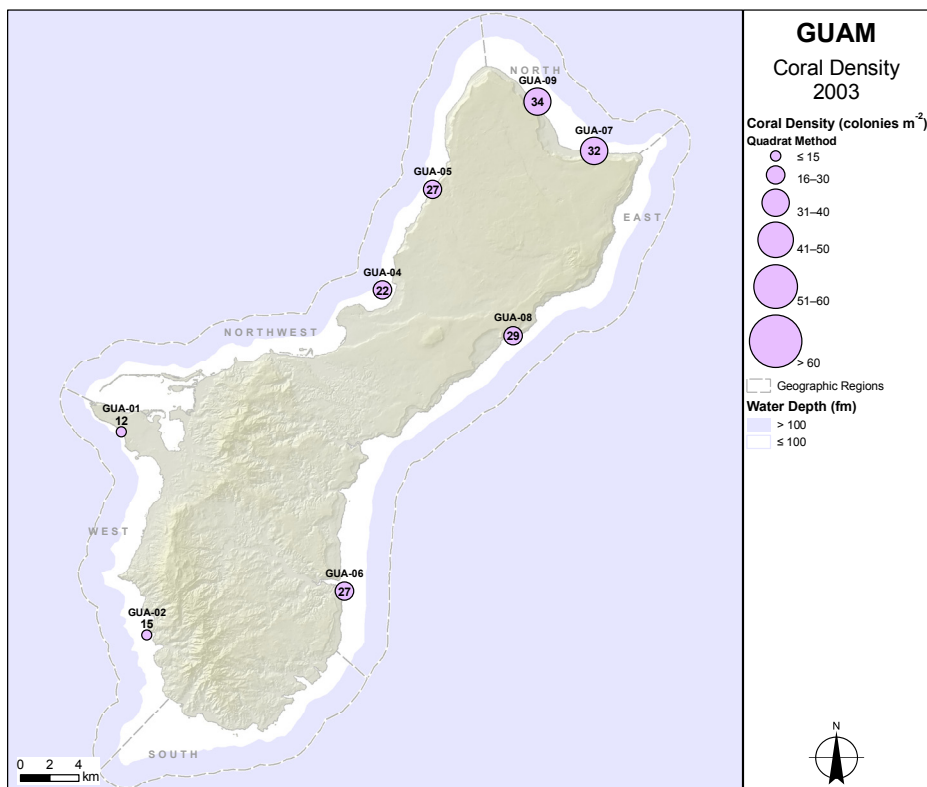 GUAM
Coral Density
2003
Coral Density (colonies m⁻²)
Quadrat Method
≤ 15
16–30
31–40
41–50
51–60
> 60
Geographic Regions
Water Depth (fm)
> 100
≤ 100
N
NORTH
GUA-09
34
GUA-07
32
GUA-05
27
EAST
GUA-04
22
GUA-08
29
NORTHWEST
GUA-01
12
WEST
GUA-06
27
GUA-02
15
SOUTH
0 2 4
km